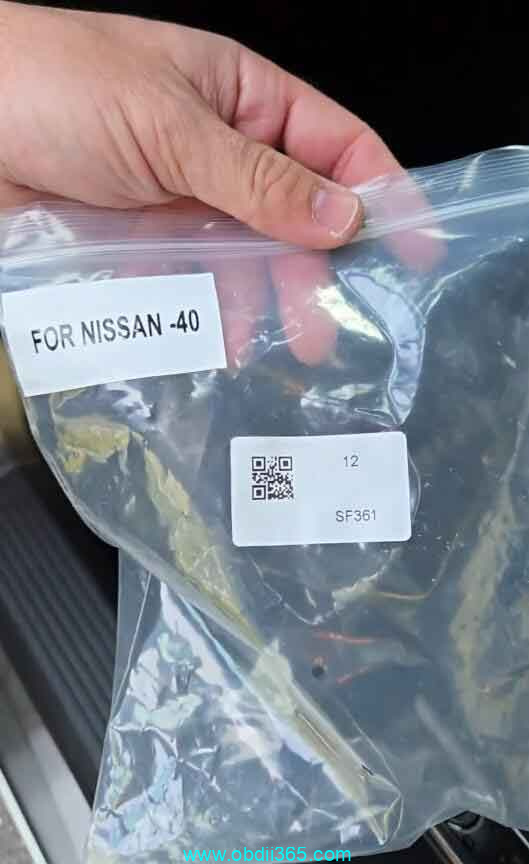 FOR NISSAN -40
12
SF361
www.obdii365.com